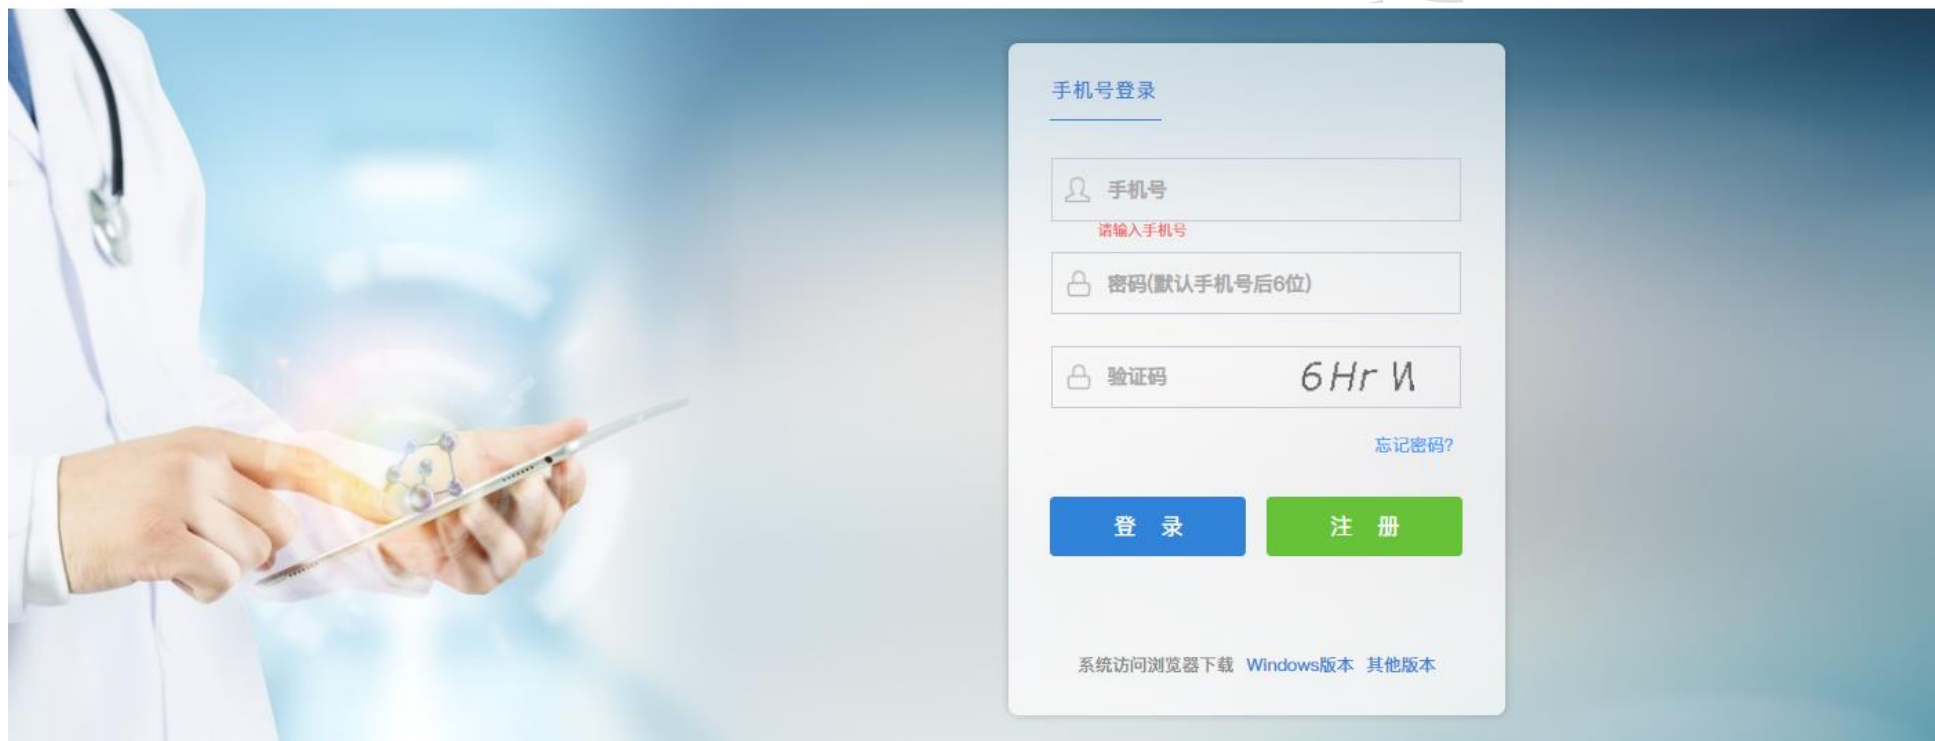 手机号登录
手机号
请输入手机号
密码(默认手机号后6位)
验证码 6HrN
忘记密码?
登 录 注 册
系统访问浏览器下载 Windows版本 其他版本